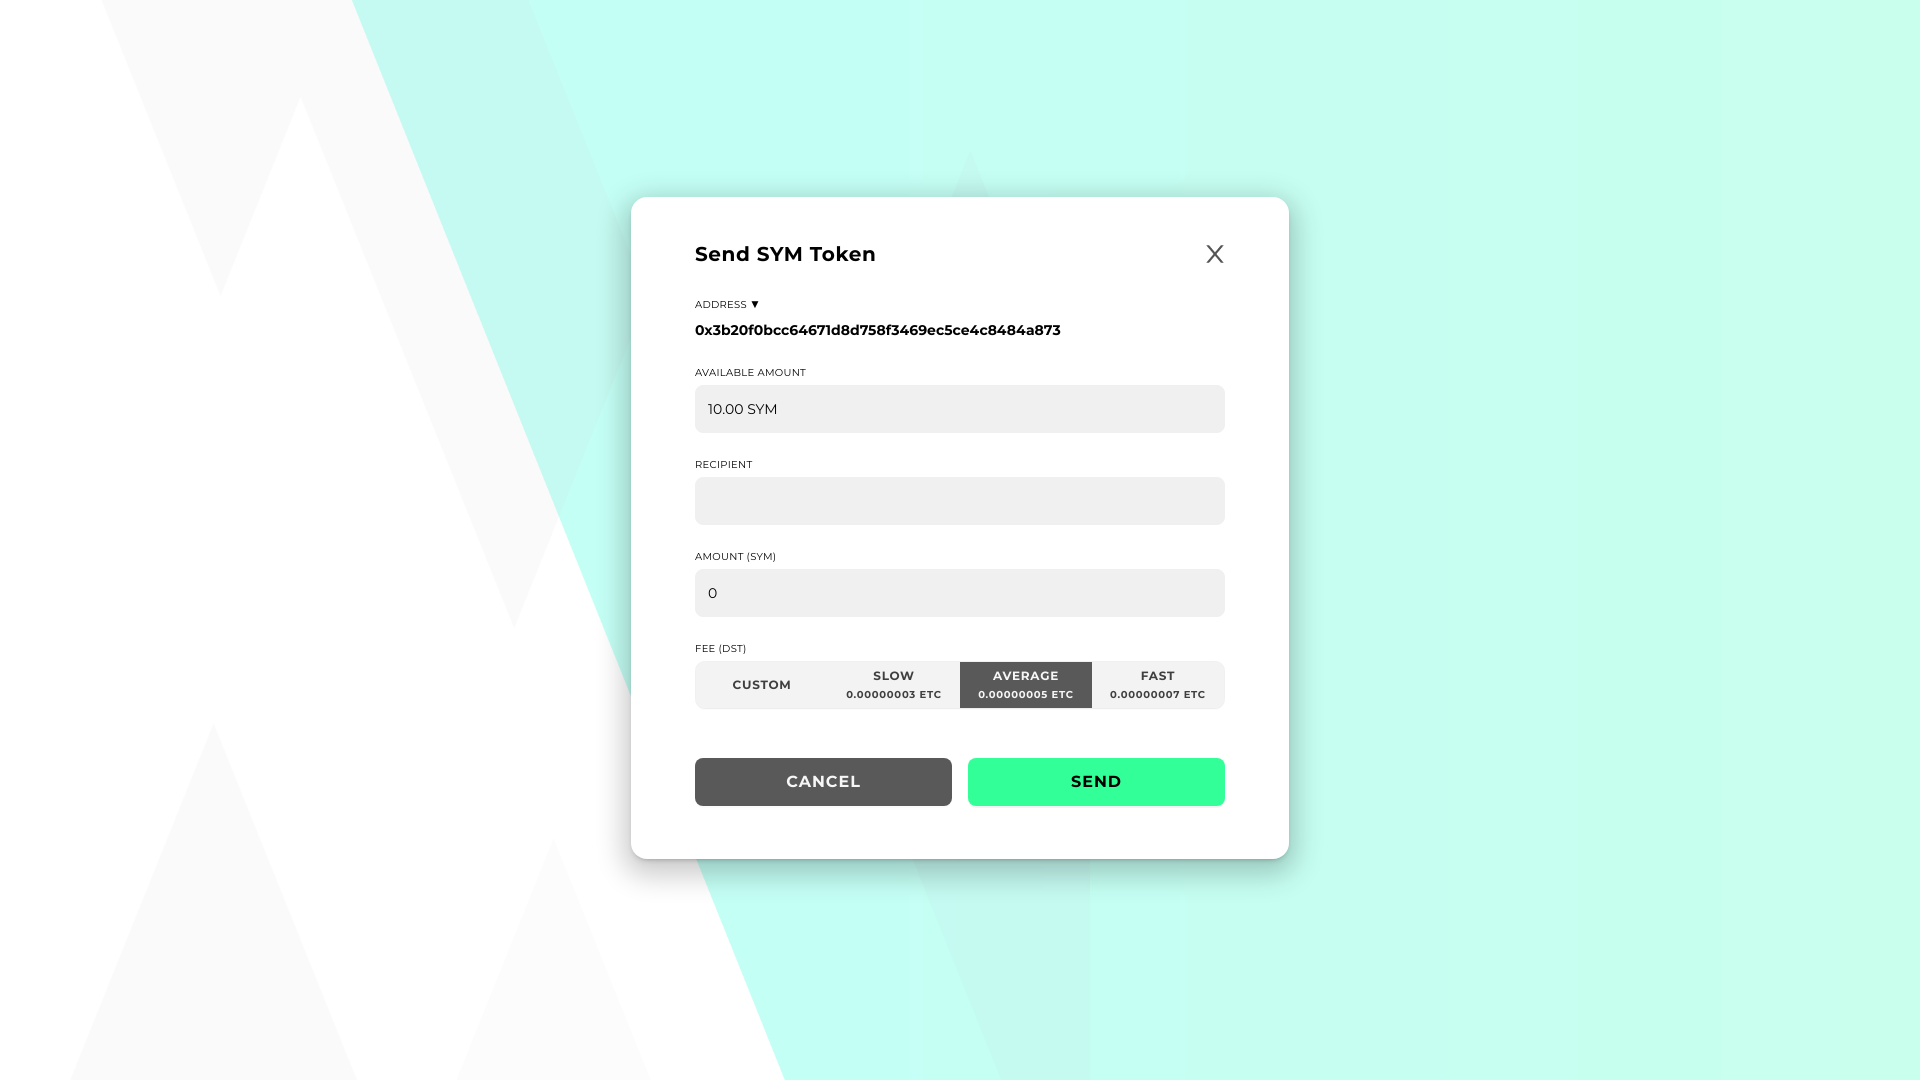 Send SYM Token X
ADDRESS ▼
0x3b20f0bcc64671d8d758f3469ec5ce4c8484a873
AVAILABLE AMOUNT
10.00 SYM
RECIPIENT
AMOUNT (SYM)
0
FEE (DST)
CUSTOM
SLOW
0.00000003 ETC
AVERAGE
0.00000005 ETC
FAST
0.00000007 ETC
CANCEL
SEND